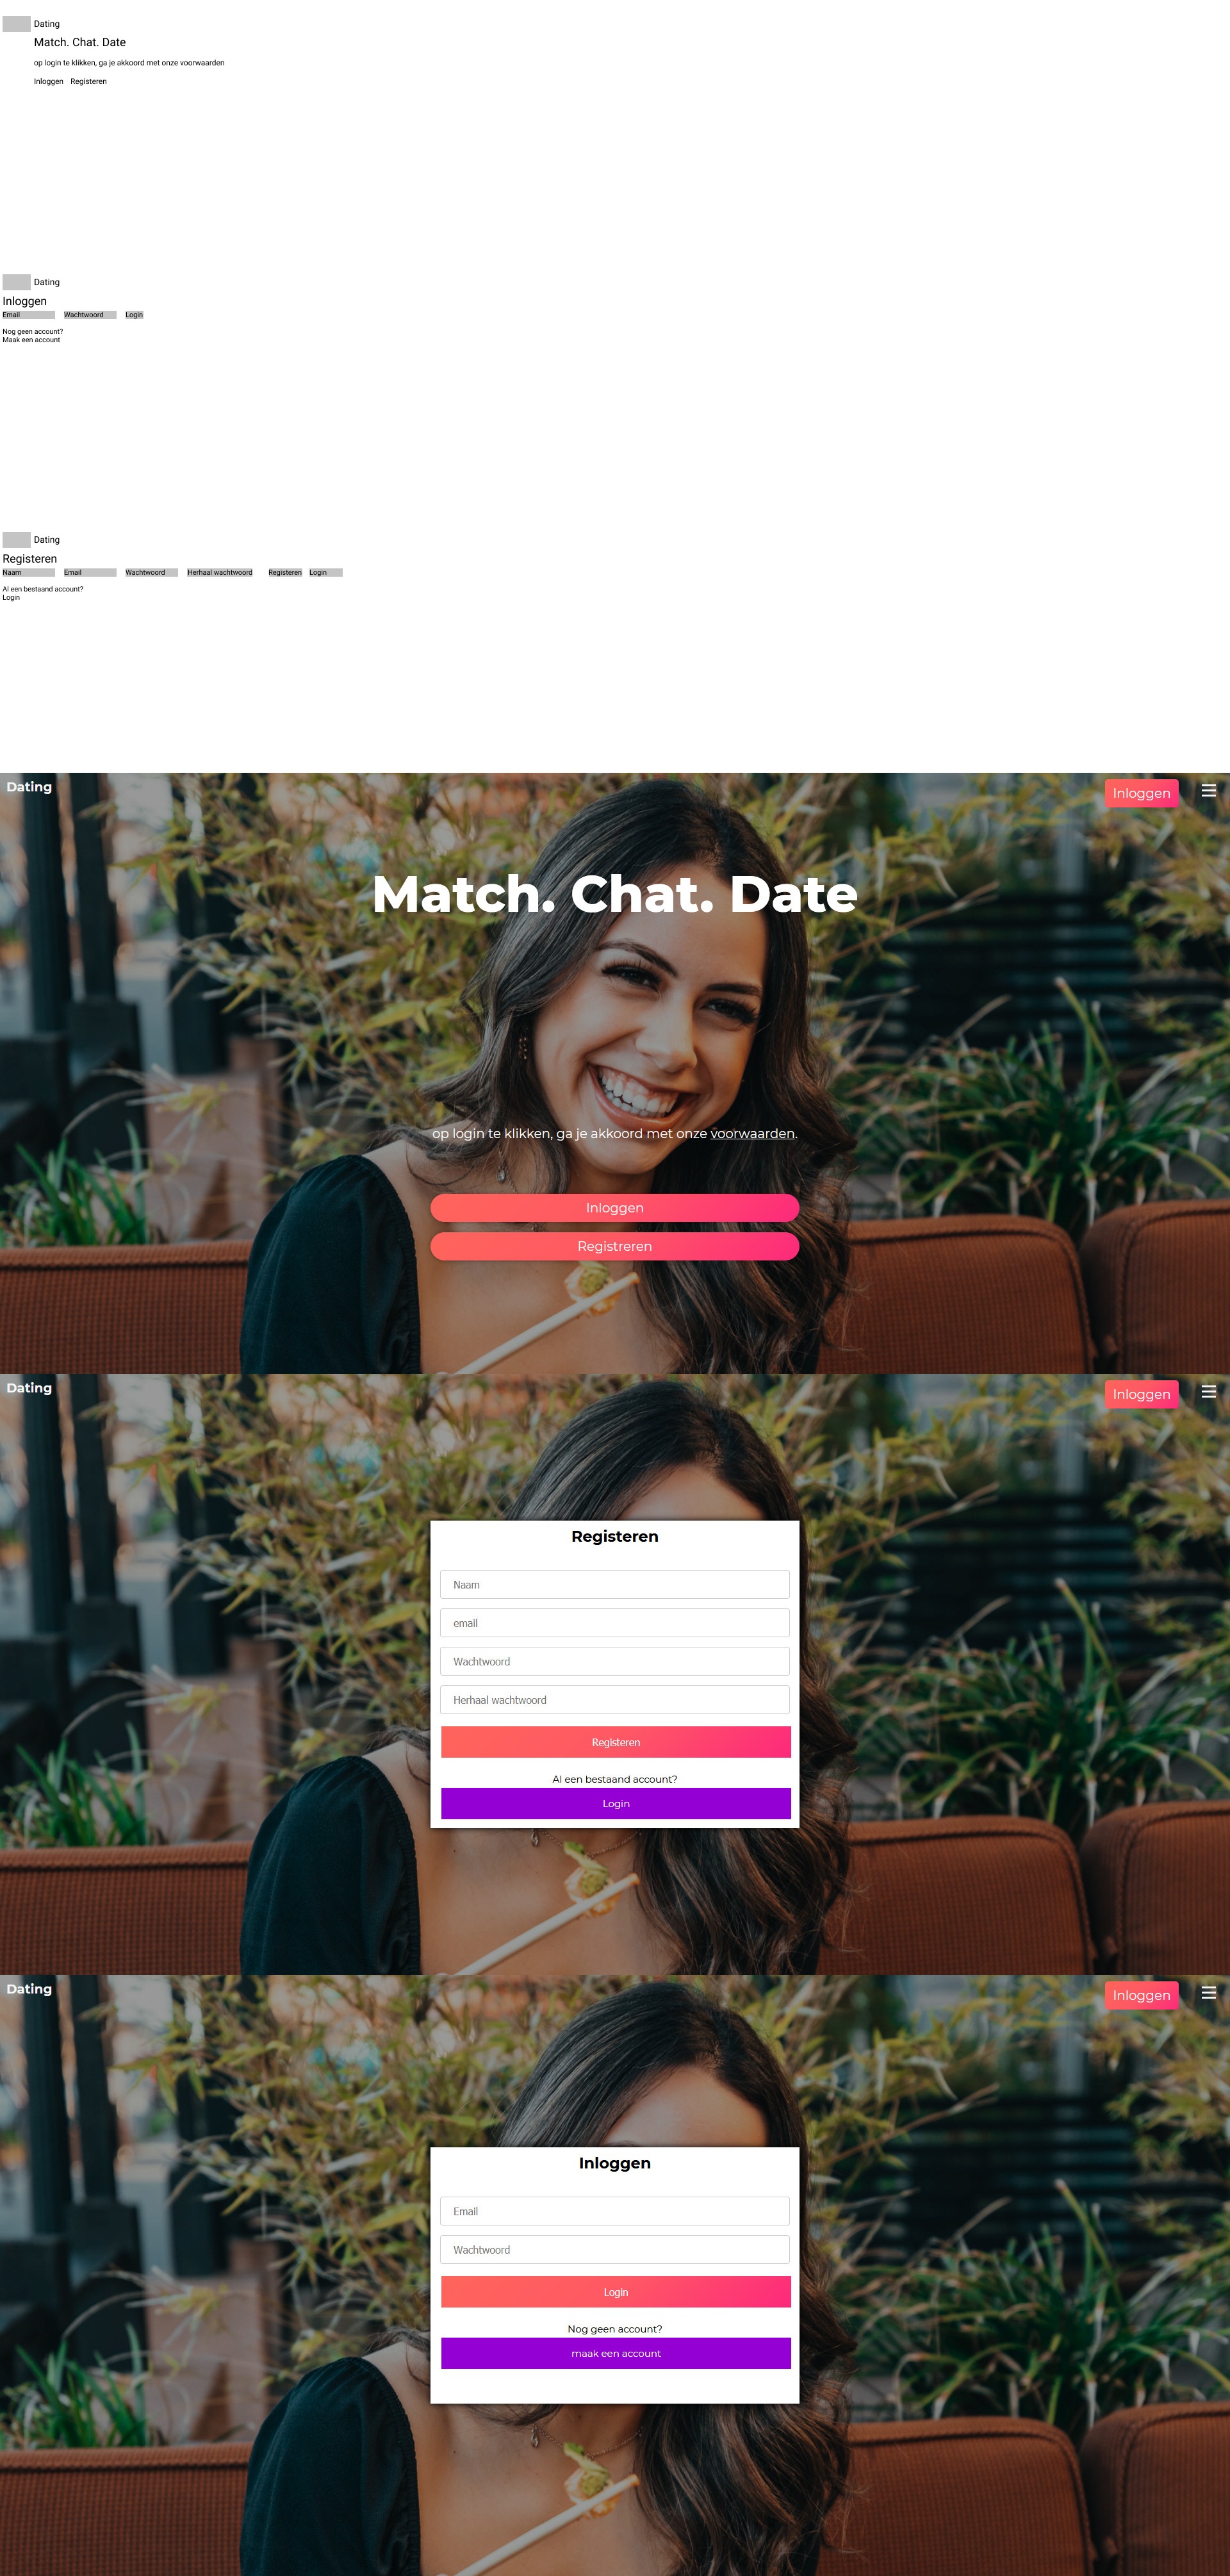 Dating
Match. Chat. Date
op login te klikken, ga je akkoord met onze voorwaarden
Inloggen Registeren
Dating
Inloggen
Email Wachtwoord Login
Nog geen account?
Maak een account
Dating
Registeren
Naam Email Wachtwoord Herhaal wachtwoord Registeren Login
Al een bestaand account?
Login
Dating Inloggen
Match. Chat. Date
op login te klikken, ga je akkoord met onze voorwaarden.
Inloggen
Registreren
Dating Inloggen
Registeren
Naam
email
Wachtwoord
Herhaal wachtwoord
Registeren
Al een bestaand account?
Login
Dating Inloggen
Inloggen
Email
Wachtwoord
Login
Nog geen account?
maak een account